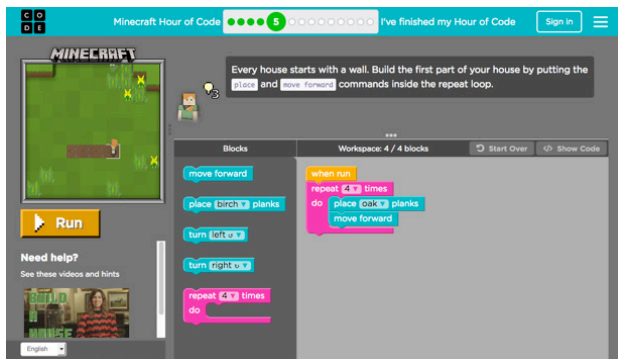 C O
D E
Minecraft Hour of Code
5
I've finished my Hour of Code
Sign in
MINECRAFT
Every house starts with a wall. Build the first part of your house by putting the
place and move forward commands inside the repeat loop.
3
Blocks
Workspace: 4 / 4 blocks
Start Over
</> Show Code
move forward
place birch planks
turn left
turn right
repeat 4 times
do
when run
repeat 4 times
do place oak planks
move forward
Run
Need help?
See these videos and hints
BUILD
A
HOUSE
English